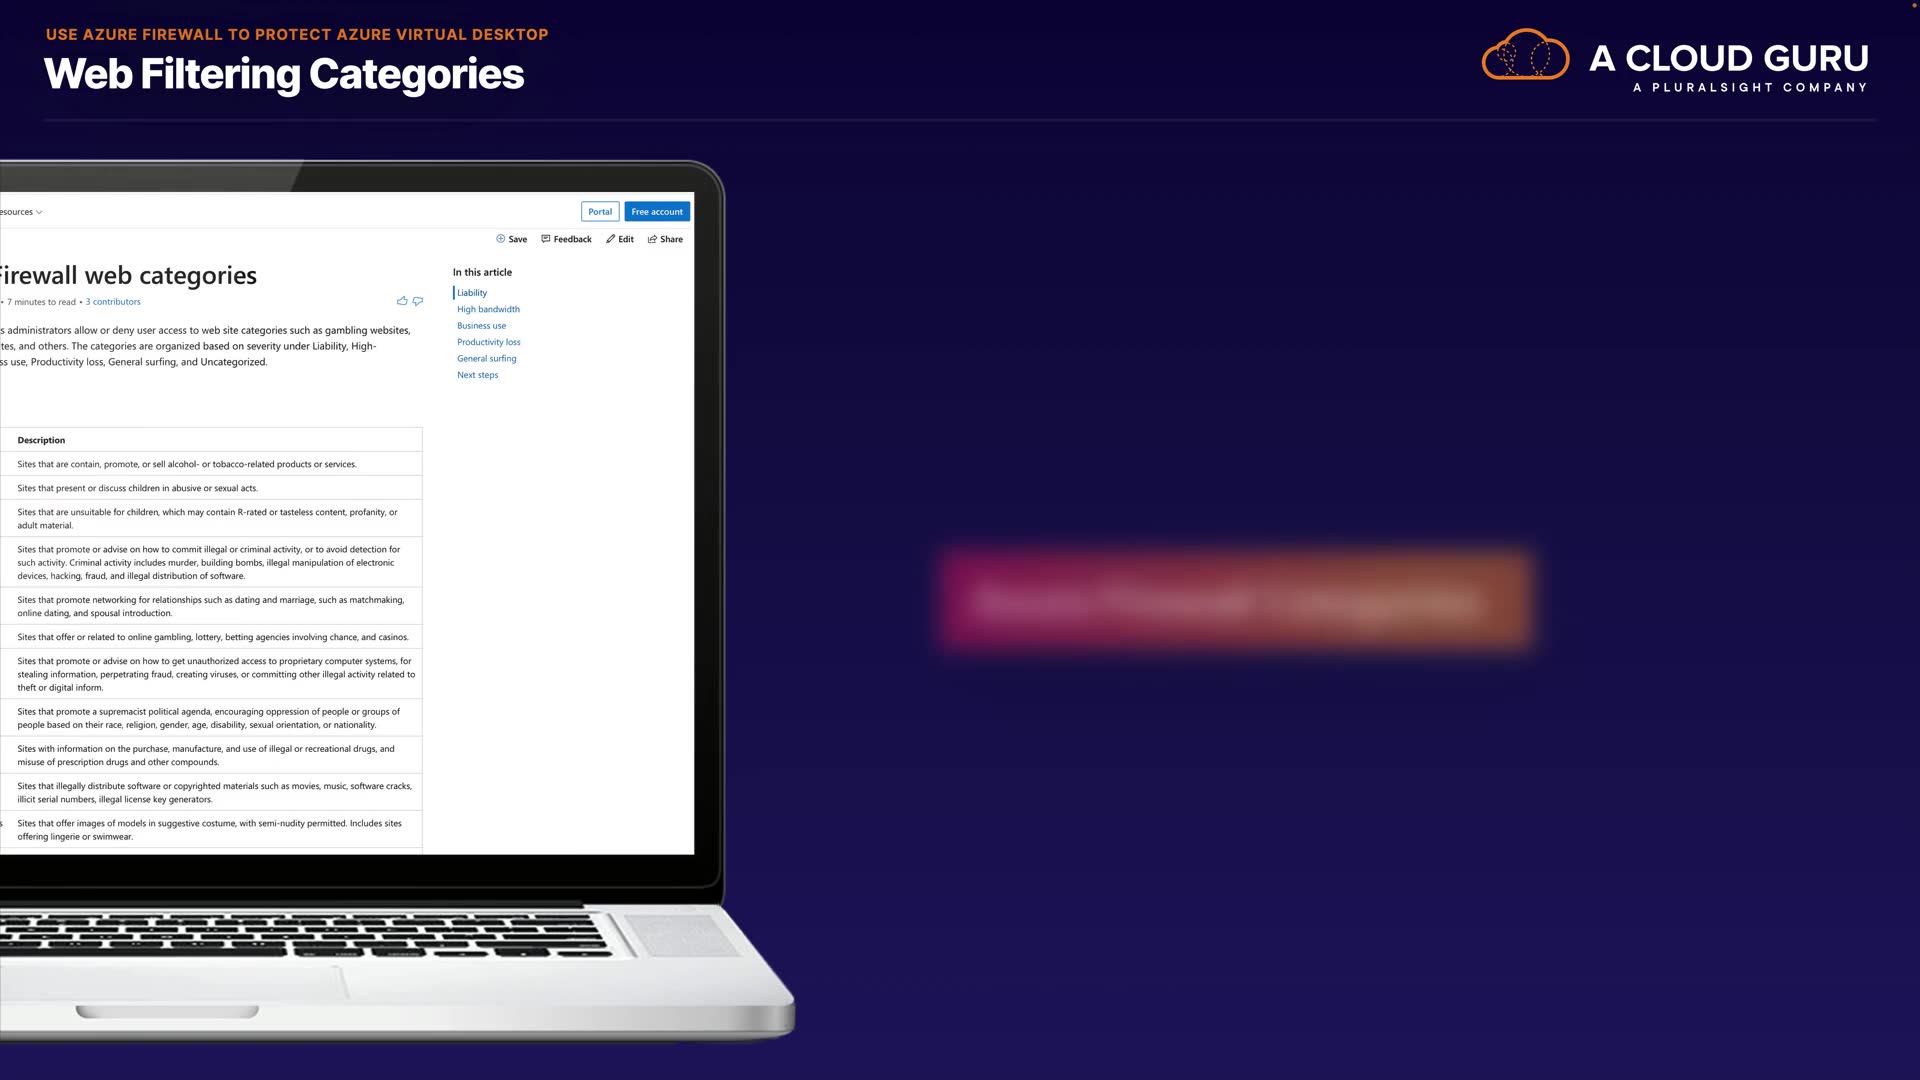 USE AZURE FIREWALL TO PROTECT AZURE VIRTUAL DESKTOP
Web Filtering Categories
A CLOUD GURU
A PLURALSIGHT COMPANY
esources
Portal
Free account
Save
Feedback
Edit
Share
irewall web categories
• 7 minutes to read • 3 contributors
s administrators allow or deny user access to web site categories such as gambling websites,
tes, and others. The categories are organized based on severity under Liability, High-
ss use, Productivity loss, General surfing, and Uncategorized.
In this article
Liability
High bandwidth
Business use
Productivity loss
General surfing
Next steps
Description
Sites that are contain, promote, or sell alcohol- or tobacco-related products or services.
Sites that present or discuss children in abusive or sexual acts.
Sites that are unsuitable for children, which may contain R-rated or tasteless content, profanity, or
adult material.
Sites that promote or advise on how to commit illegal or criminal activity, or to avoid detection for
such activity. Criminal activity includes murder, building bombs, illegal manipulation of electronic
devices, hacking, fraud, and illegal distribution of software.
Sites that promote networking for relationships such as dating and marriage, such as matchmaking,
online dating, and spousal introduction.
Sites that offer or related to online gambling, lottery, betting agencies involving chance, and casinos.
Sites that promote or advise on how to get unauthorized access to proprietary computer systems, for
stealing information, perpetrating fraud, creating viruses, or committing other illegal activity related to
theft or digital inform.
Sites that promote a supremacist political agenda, encouraging oppression of people or groups of
people based on their race, religion, gender, age, disability, sexual orientation, or nationality.
Sites with information on the purchase, manufacture, and use of illegal or recreational drugs, and
misuse of prescription drugs and other compounds.
Sites that illegally distribute software or copyrighted materials such as movies, music, software cracks,
illicit serial numbers, illegal license key generators.
s Sites that offer images of models in suggestive costume, with semi-nudity permitted. Includes sites
offering lingerie or swimwear.
Azure Firewall Categories